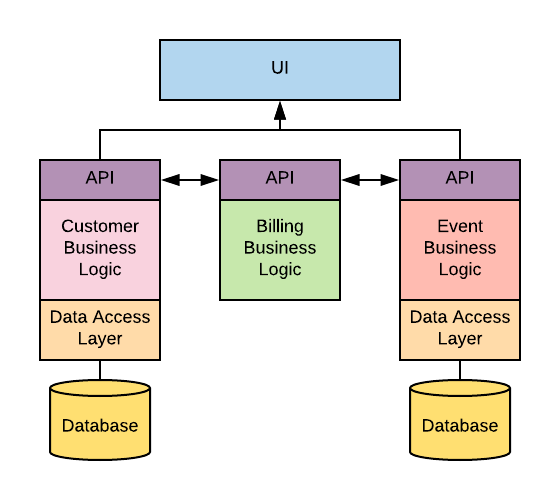 UI
API
API
API
Customer
Business
Logic
Billing
Business
Logic
Event
Business
Logic
Data Access
Layer
Data Access
Layer
Database
Database